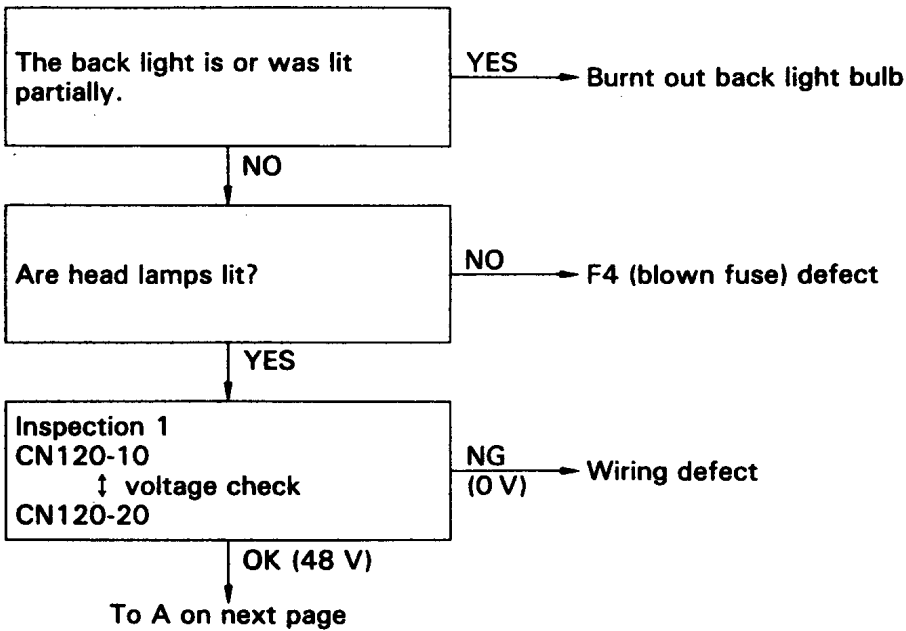 The back light is or was lit
partially.
YES
Burnt out back light bulb
NO
Are head lamps lit?
NO
F4 (blown fuse) defect
YES
Inspection 1
CN120-10
↕ voltage check
CN120-20
NG
(0 V)
Wiring defect
OK (48 V)
To A on next page